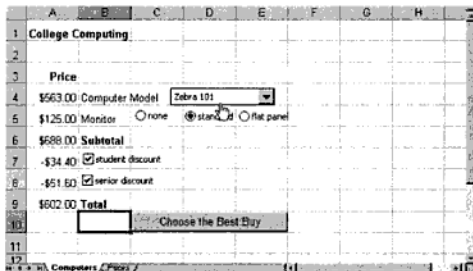 A B C D E F G H
1 College Computing
2
3 Price
4 $563.00 Computer Model Zebra 101
5 $125.00 Monitor none standard flat panel
6 $688.00 Subtotal
7 -$34.40 student discount
8 -$51.60 senior discount
9 $602.00 Total
10 Choose the Best Buy
11
12
Computers